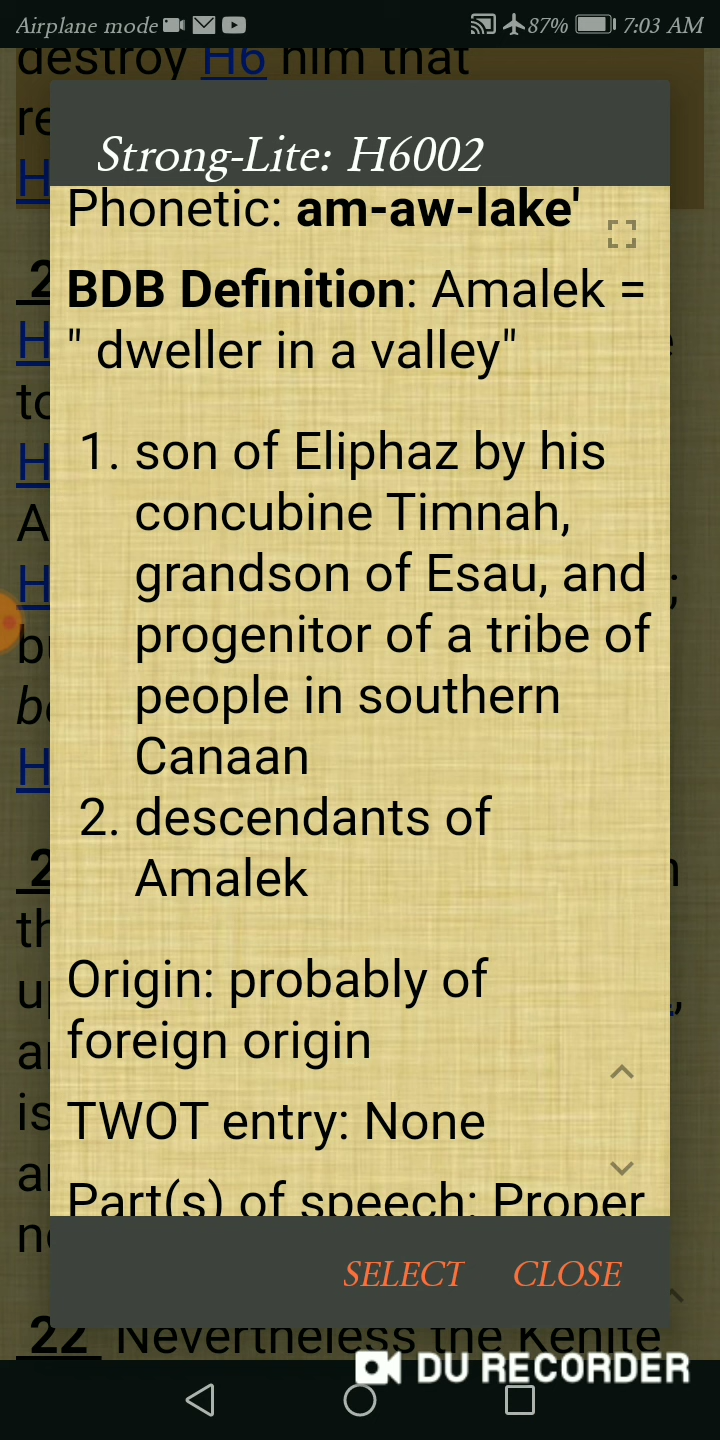 Airplane mode 87% 7:03 AM
destroy H6 him that
re
Strong-Lite: H6002
Phonetic: am-aw-lake'
BDB Definition: Amalek =
" dweller in a valley"
1. son of Eliphaz by his
concubine Timnah,
grandson of Esau, and
progenitor of a tribe of
people in southern
Canaan
2. descendants of
Amalek
Origin: probably of
foreign origin
TWOT entry: None
Part(s) of speech: Proper
SELECT CLOSE
22 Nevertheless the Kenite
DU RECORDER